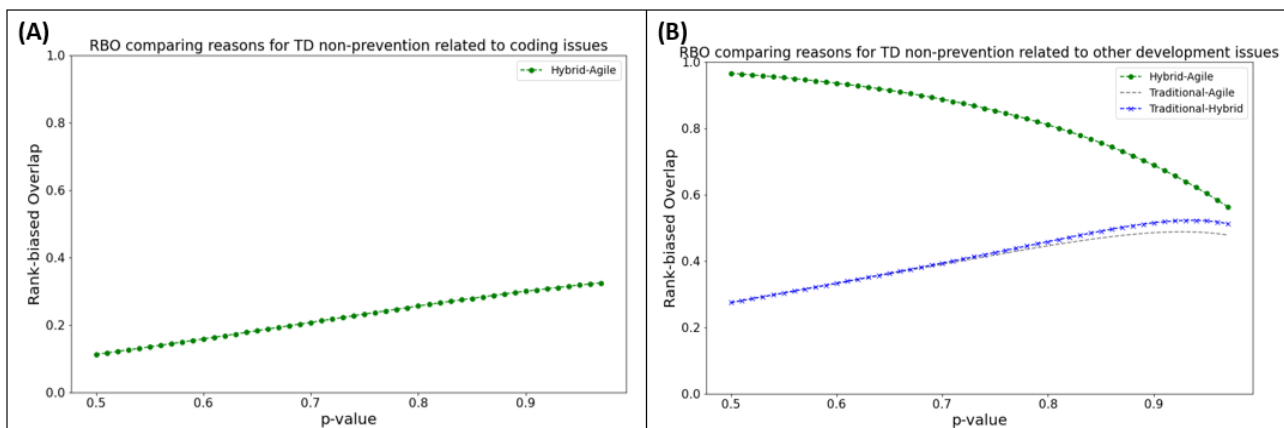 (A)
RBO comparing reasons for TD non-prevention related to coding issues
1.0
Hybrid-Agile
0.8
0.6
0.4
0.2
0.0
Rank-biased Overlap
0.5 0.6 0.7 0.8 0.9
p-value
(B)
RBO comparing reasons for TD non-prevention related to other development issues
1.0
Hybrid-Agile
Traditional-Agile
Traditional-Hybrid
0.8
0.6
0.4
0.2
0.0
Rank-biased Overlap
0.5 0.6 0.7 0.8 0.9
p-value